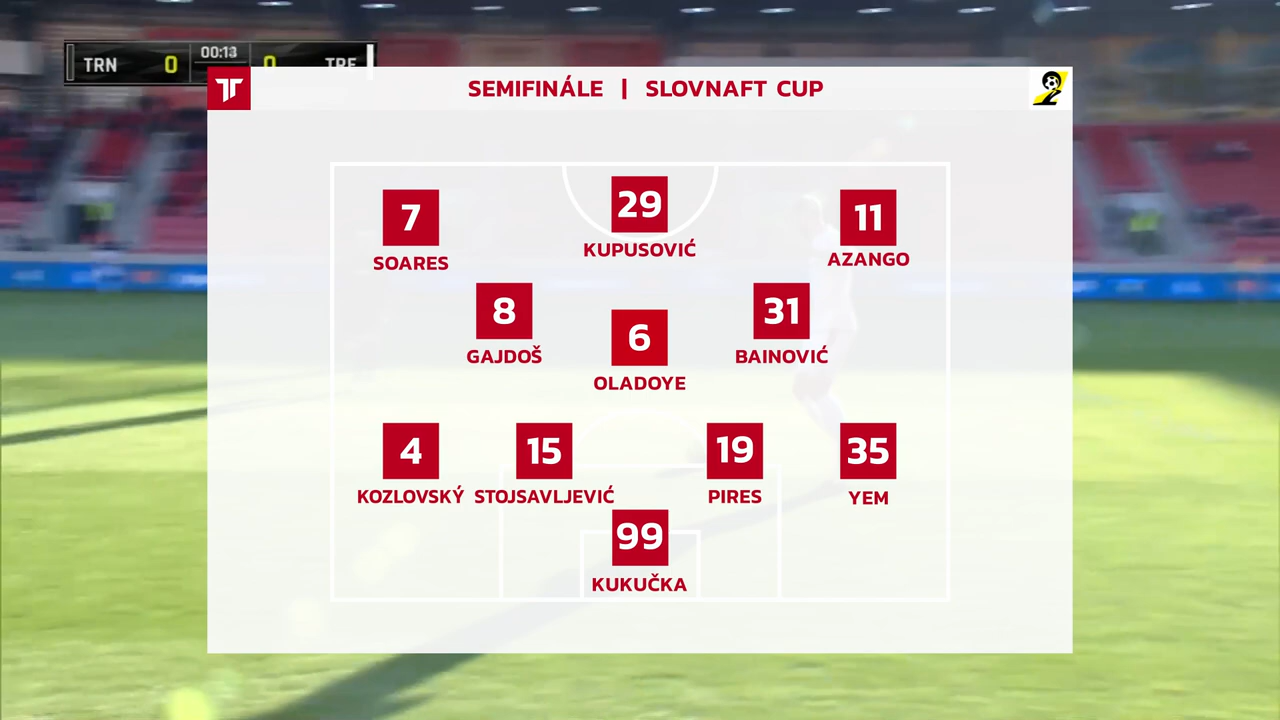 TRN 0 00:13 0
SEMIFINÁLE | SLOVNAFT CUP
7 29 11
SOARES KUPUSOVIĆ AZANGO
8 6 31
GAJDOŠ OLADOYE BAINOVIĆ
4 15 19 35
KOZLOVSKÝ STOJSAVLJEVIĆ PIRES YEM
99
KUKUČKA